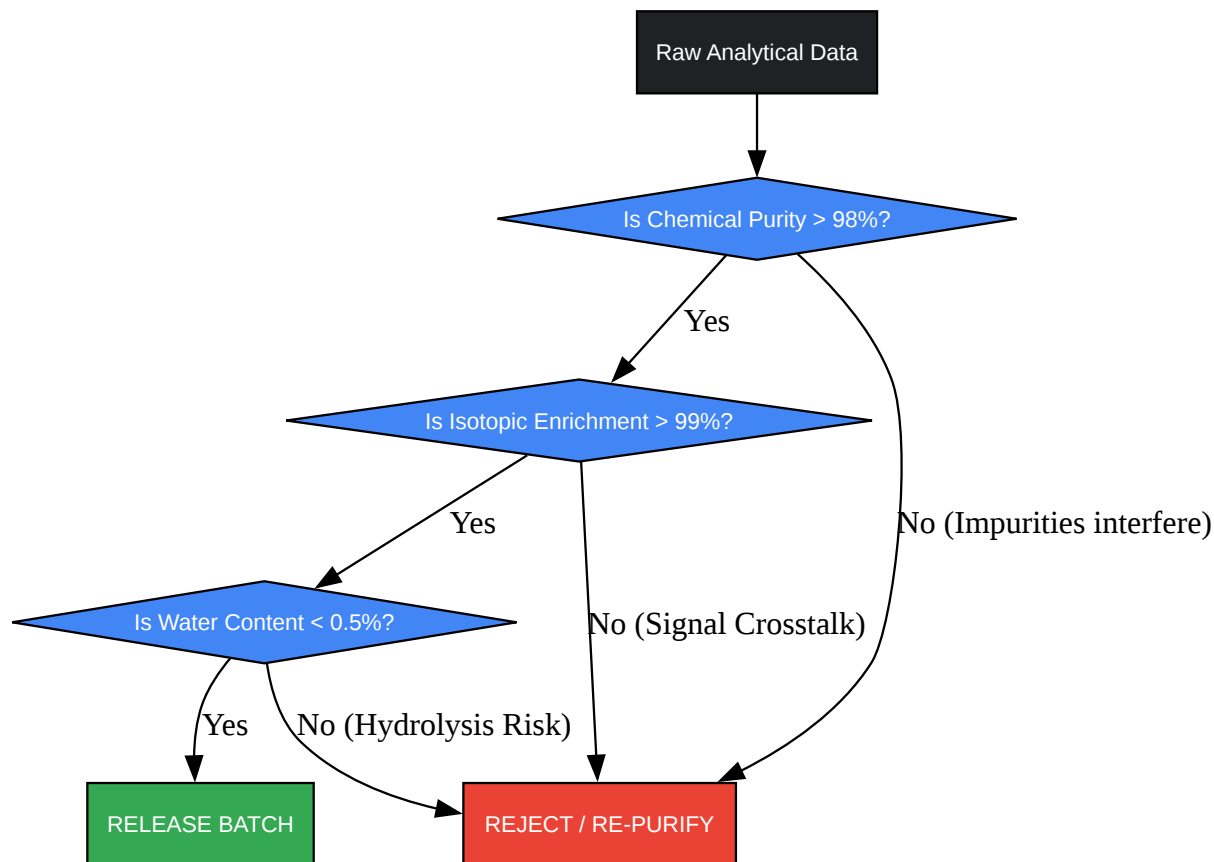 Raw Analytical Data
Is Chemical Purity > 98%?
Yes
Is Isotopic Enrichment > 99%?
Yes
No (Impurities interfere)
Is Water Content < 0.5%?
No (Signal Crosstalk)
Yes
No (Hydrolysis Risk)
RELEASE BATCH
REJECT / RE-PURIFY